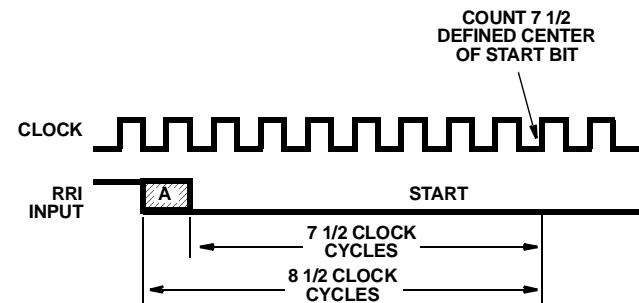 COUNT 7 1/2
DEFINED CENTER
OF START BIT
CLOCK
RRI
INPUT
A
START
7 1/2 CLOCK
CYCLES
8 1/2 CLOCK
CYCLES